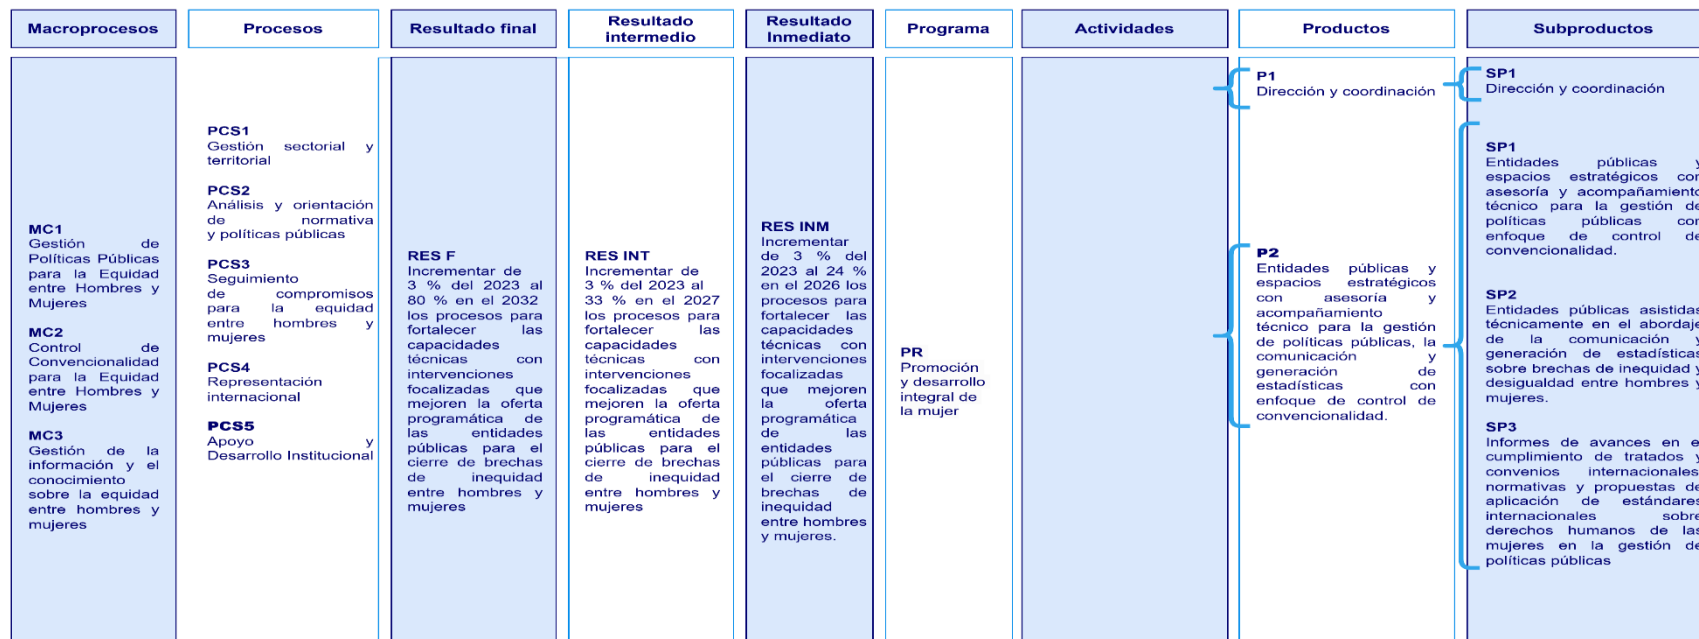 Macroprocesos
Procesos
Resultado final
Resultado
intermedio
Resultado
Inmediato
Programa
Actividades
Productos
Subproductos
MC1
Gestión de
Políticas Públicas
para la Equidad
entre Hombres y
Mujeres
MC2
Control de
Convencionalidad
para la Equidad
entre Hombres y
Mujeres
MC3
Gestión de la
información y el
conocimiento
sobre la equidad
entre hombres y
mujeres
PCS1
Gestión sectorial y
territorial
PCS2
Análisis y orientación
de normativa
y políticas públicas
PCS3
Seguimiento
de compromisos
para la equidad
entre hombres y
mujeres
PCS4
Representación
internacional
PCS5
Apoyo y
Desarrollo Institucional
RES F
Incrementar de
3 % del 2023 al
80 % en el 2032
los procesos para
fortalecer las
capacidades
técnicas con
intervenciones
focalizadas que
mejoren la oferta
programática de
las entidades
públicas para el
cierre de brechas
de inequidad
entre hombres y
mujeres
RES INT
Incrementar de
3 % del 2023 al
33 % en el 2027
los procesos para
fortalecer las
capacidades
técnicas con
intervenciones
focalizadas que
mejoren la oferta
programática de
las entidades
públicas para el
cierre de brechas
de inequidad
entre hombres y
mujeres
RES INM
Incrementar
de 3 % del
2023 al 24 %
en el 2026 los
procesos para
fortalecer las
capacidades
técnicas con
intervenciones
focalizadas
que mejoren
la oferta
programática
de las
entidades
públicas para
el cierre de
brechas de
inequidad
entre hombres
y mujeres.
PR
Promoción
y desarrollo
integral de
la mujer
P1
Dirección y coordinación
P2
Entidades públicas y
espacios estratégicos
con asesoría y
acompañamiento
técnico para la gestión
de políticas públicas, la
comunicación y
generación de
estadísticas con
enfoque de control de
convencionalidad.
SP1
Dirección y coordinación
SP1
Entidades públicas y
espacios estratégicos con
asesoría y acompañamiento
técnico para la gestión de
políticas públicas con
enfoque de control de
convencionalidad.
SP2
Entidades públicas asistidas
técnicamente en el abordaje
de la comunicación y
generación de estadísticas
sobre brechas de inequidad y
desigualdad entre hombres y
mujeres.
SP3
Informes de avances en el
cumplimiento de tratados y
convenios internacionales
normativas y propuestas de
aplicación de estándares
internacionales sobre
derechos humanos de las
mujeres en la gestión de
políticas públicas